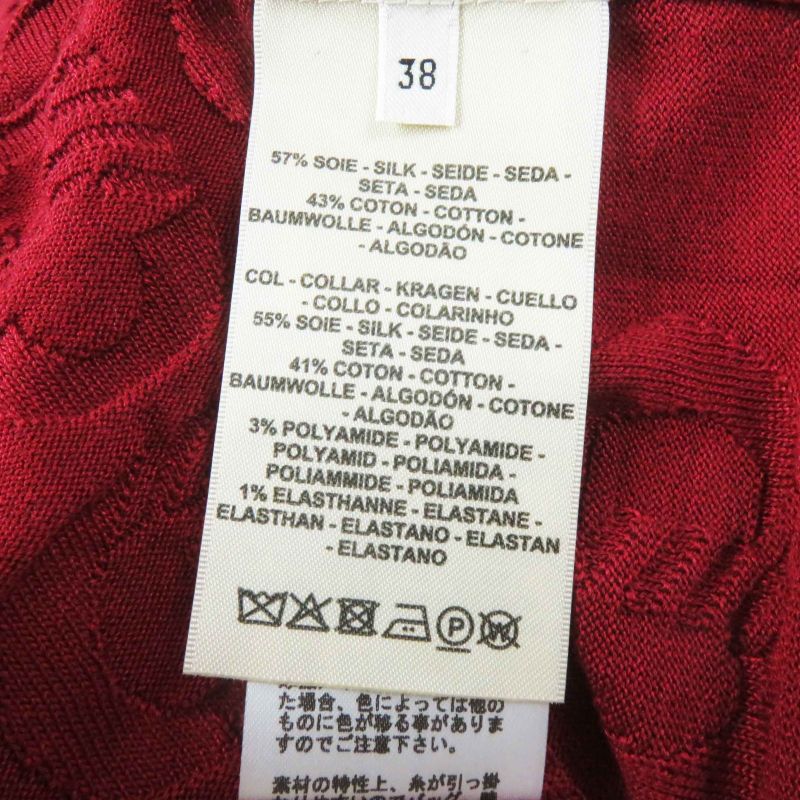 38
57% SOIE - SILK - SEIDE - SEDA -
SETA - SEDA
43% COTON - COTTON -
BAUMWOLLE - ALGODÓN - COTONE
- ALGODÃO
COL - COLLAR - KRAGEN - CUELLO
- COLLO - COLARINHO
55% SOIE - SILK - SEIDE - SEDA -
SETA - SEDA
41% COTON - COTTON -
BAUMWOLLE - ALGODÓN - COTONE
- ALGODÃO
3% POLYAMIDE - POLYAMIDE -
POLYAMID - POLIAMIDA -
POLIAMMIDE - POLIAMIDA
1% ELASTHANNE - ELASTANE -
ELASTHAN - ELASTANO - ELASTAN
- ELASTANO
P
W
た場合、色によっては他の
ものに色が移る事がありま
すのでご注意下さい。
素材の特性上、糸が引っ掛